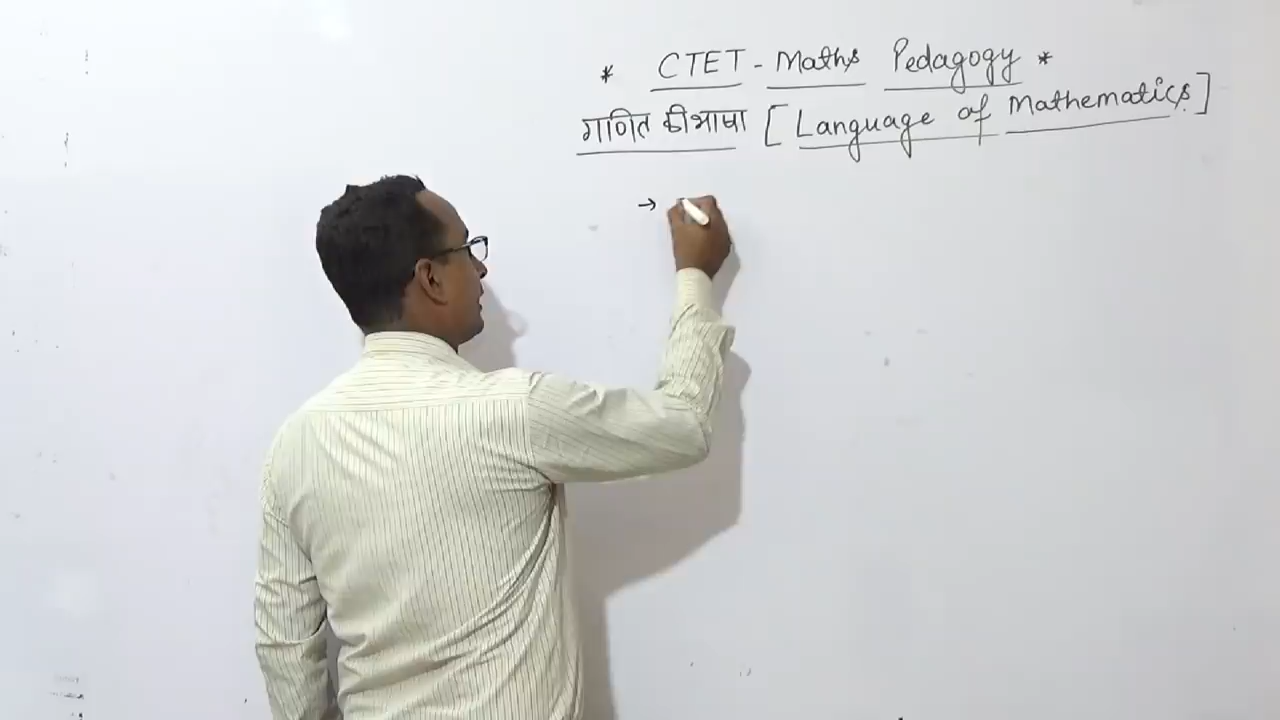 * CTET - Maths Pedagogy *
गणित की भाषा [Language of Mathematics]
→